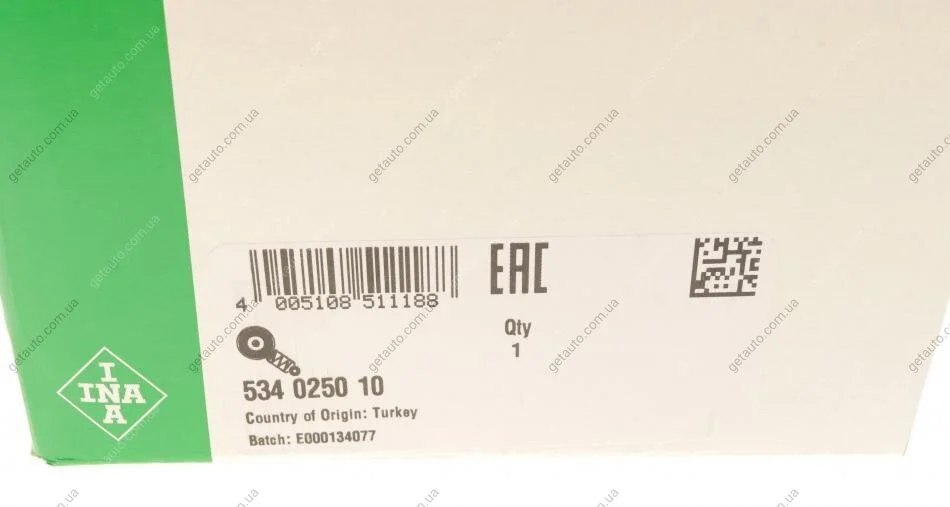 EAC
4 005108 511188
Qty
1
534 0250 10
Country of Origin: Turkey
Batch: E000134077
INA
INA
getauto.com.ua